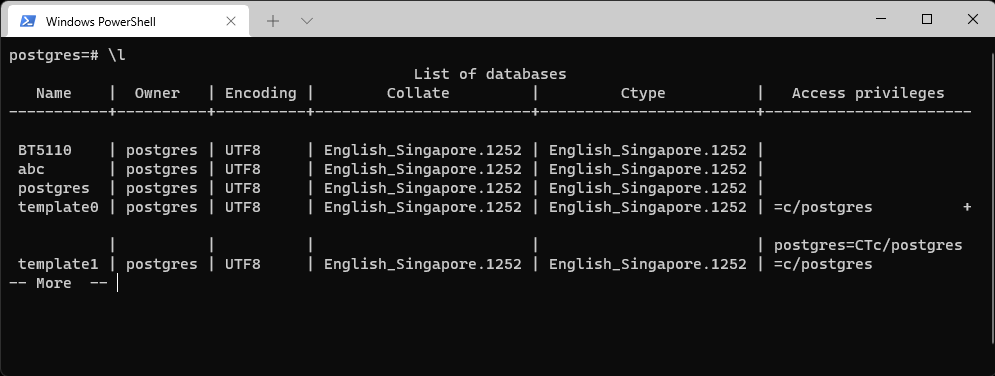 Windows PowerShell
postgres=# \l
                                             List of databases
   Name    |  Owner   | Encoding |        Collate         |         Ctype          |   Access privileges
-----------+----------+----------+------------------------+------------------------+-----------------------
 BT5110    | postgres | UTF8     | English_Singapore.1252 | English_Singapore.1252 |
 abc       | postgres | UTF8     | English_Singapore.1252 | English_Singapore.1252 |
 postgres  | postgres | UTF8     | English_Singapore.1252 | English_Singapore.1252 |
 template0 | postgres | UTF8     | English_Singapore.1252 | English_Singapore.1252 | =c/postgres          +
           |          |          |                        |                        | postgres=CTc/postgres
 template1 | postgres | UTF8     | English_Singapore.1252 | English_Singapore.1252 | =c/postgres
-- More  --